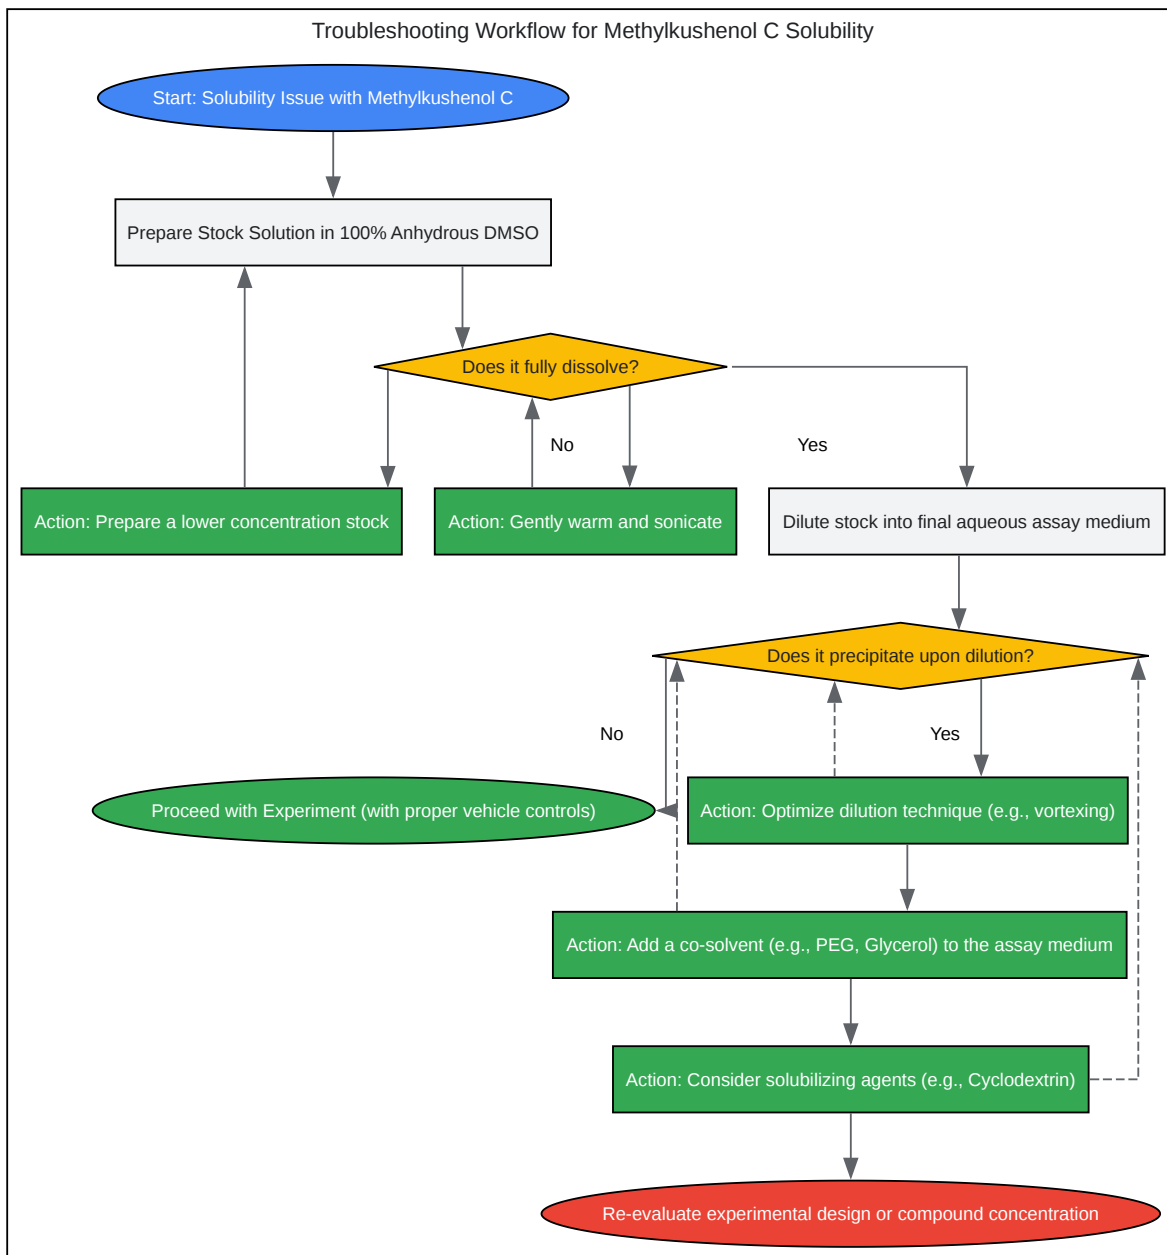 Troubleshooting Workflow for Methylkushenol C Solubility
Start: Solubility Issue with Methylkushenol C
Prepare Stock Solution in 100% Anhydrous DMSO
Does it fully dissolve?
No
Yes
Action: Prepare a lower concentration stock
Action: Gently warm and sonicate
Dilute stock into final aqueous assay medium
Does it precipitate upon dilution?
No
Yes
Proceed with Experiment (with proper vehicle controls)
Action: Optimize dilution technique (e.g., vortexing)
Action: Add a co-solvent (e.g., PEG, Glycerol) to the assay medium
Action: Consider solubilizing agents (e.g., Cyclodextrin)
Re-evaluate experimental design or compound concentration